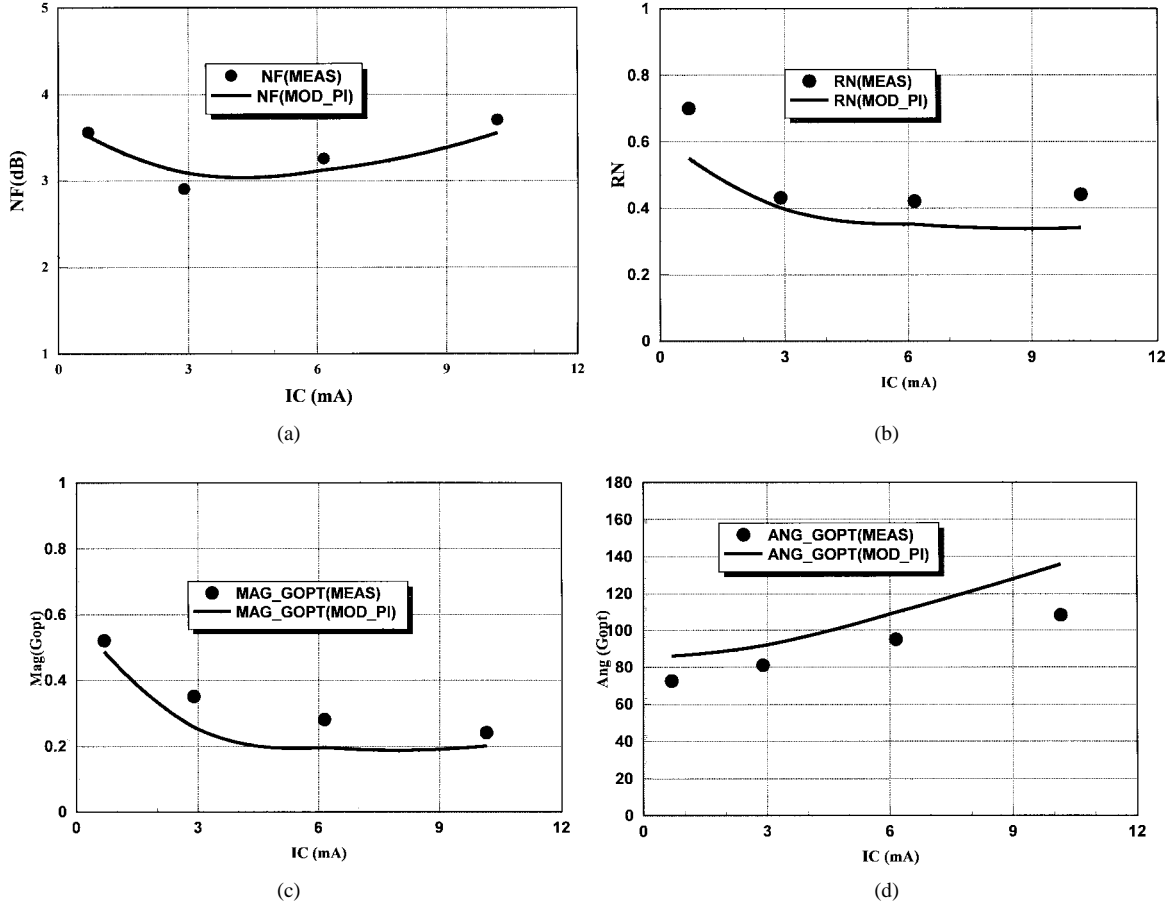 5
4
3
2
1
NF(dB)
NF(MEAS)
NF(MOD_PI)
0
3
6
9
12
IC (mA)
(a)
1
0.8
0.6
0.4
0.2
0
RN
RN(MEAS)
RN(MOD_PI)
0
3
6
9
12
IC (mA)
(b)
1
0.8
0.6
0.4
0.2
0
Mag(Gopt)
MAG_GOPT(MEAS)
MAG_GOPT(MOD_PI)
0
3
6
9
12
IC (mA)
(c)
180
160
140
120
100
80
60
40
20
0
Ang (Gopt)
ANG_GOPT(MEAS)
ANG_GOPT(MOD_PI)
0
3
6
9
12
IC (mA)
(d)